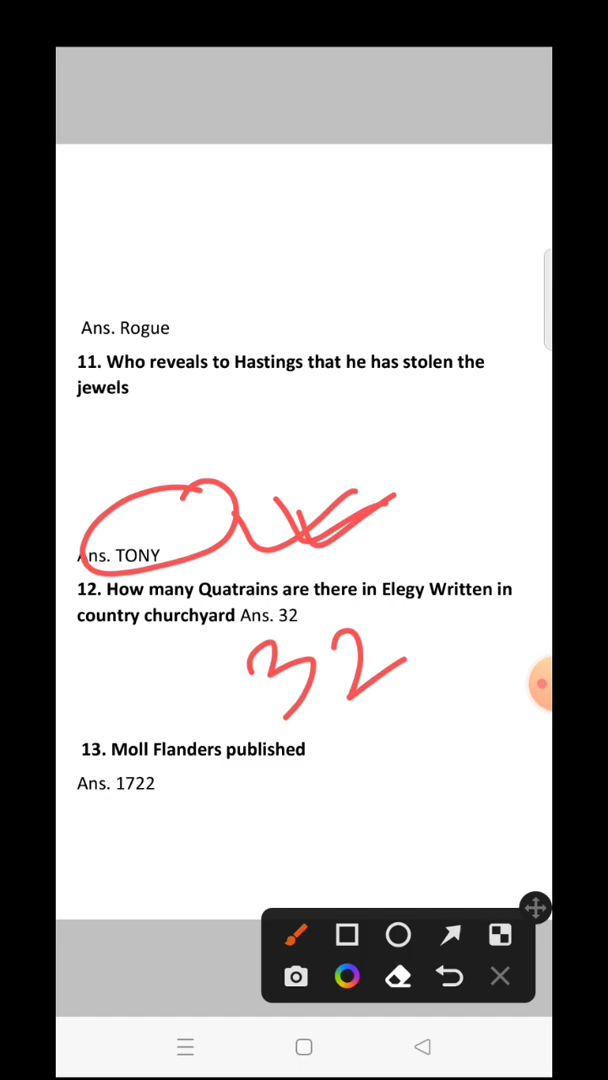 Ans. Rogue
11. Who reveals to Hastings that he has stolen the
jewels
Ans. TONY
12. How many Quatrains are there in Elegy Written in
country churchyard Ans. 32
32
13. Moll Flanders published
Ans. 1722